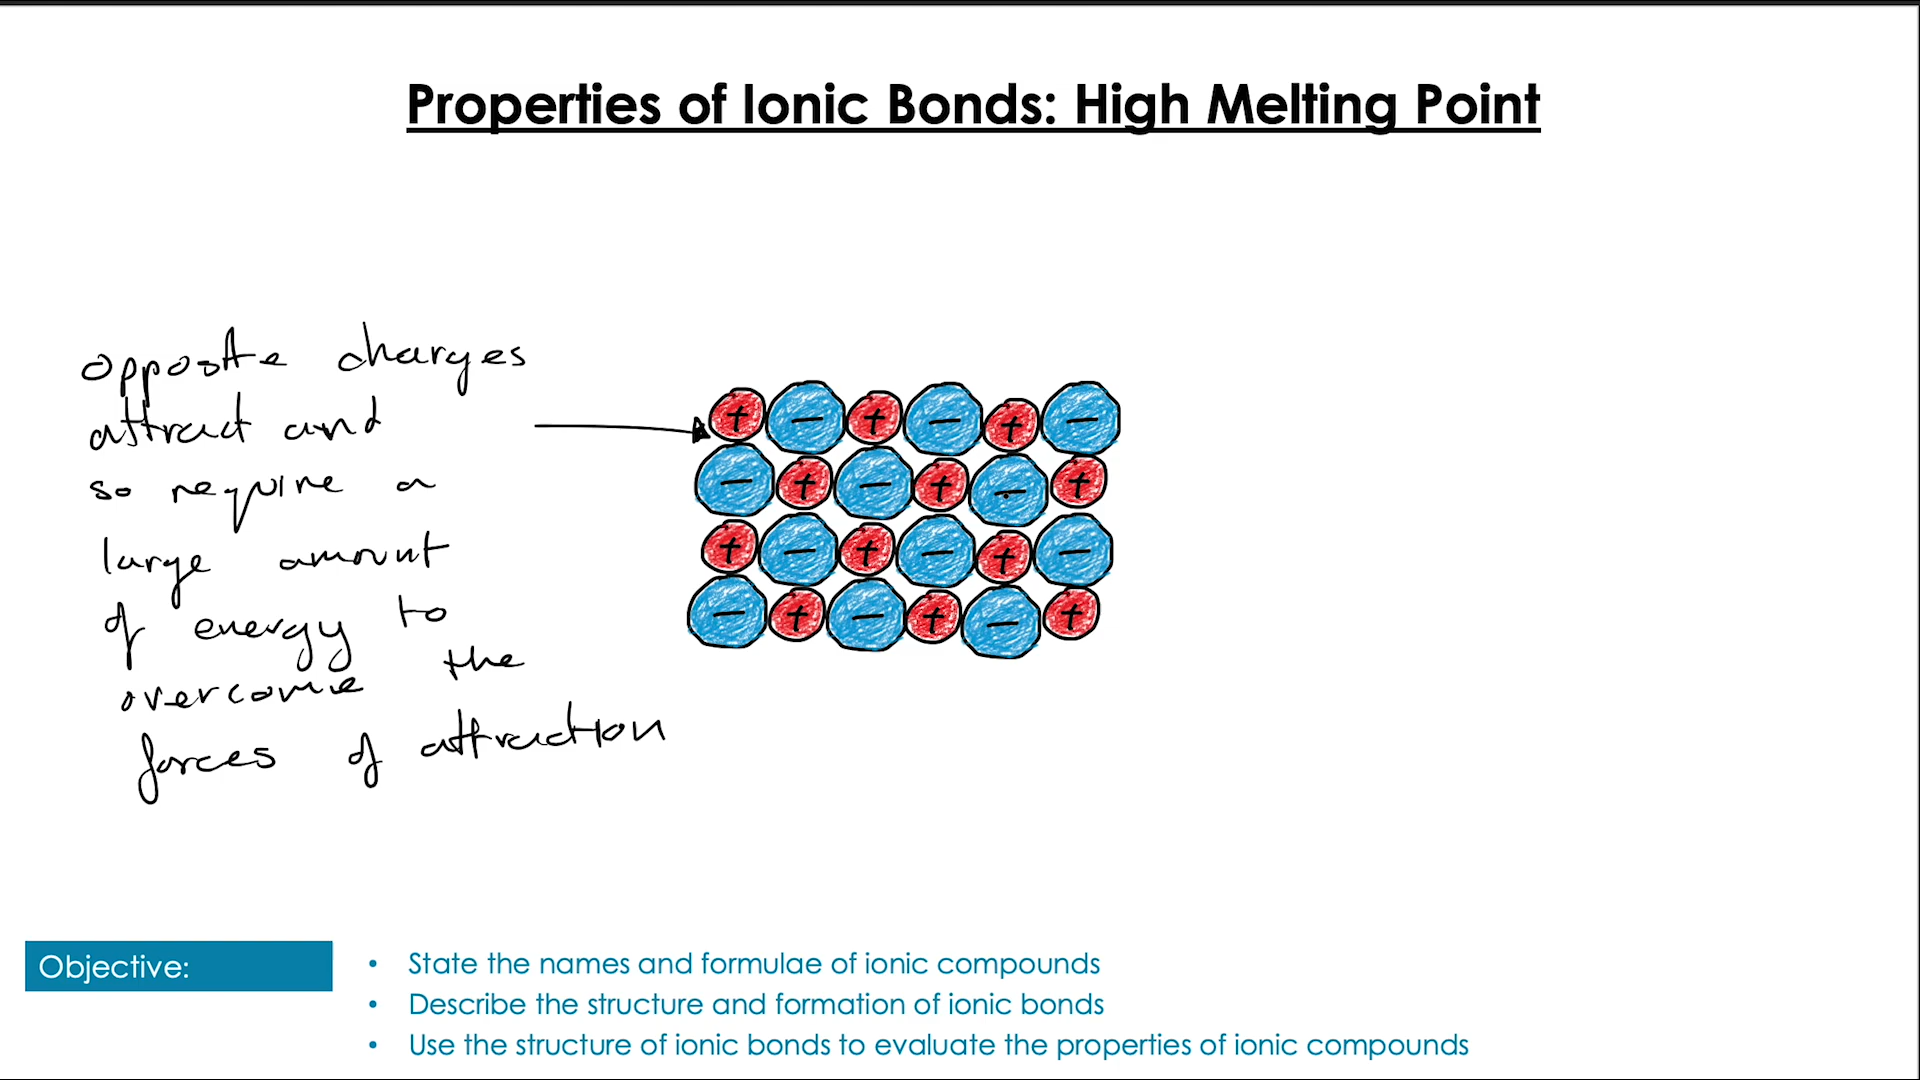 Properties of Ionic Bonds: High Melting Point
opposite charges
attract and
so require a
large amount
of energy to
overcome the
forces of attraction
+ − + − + −
− + − + − +
+ − + − + −
− + − + − +
Objective:
• State the names and formulae of ionic compounds
• Describe the structure and formation of ionic bonds
• Use the structure of ionic bonds to evaluate the properties of ionic compounds